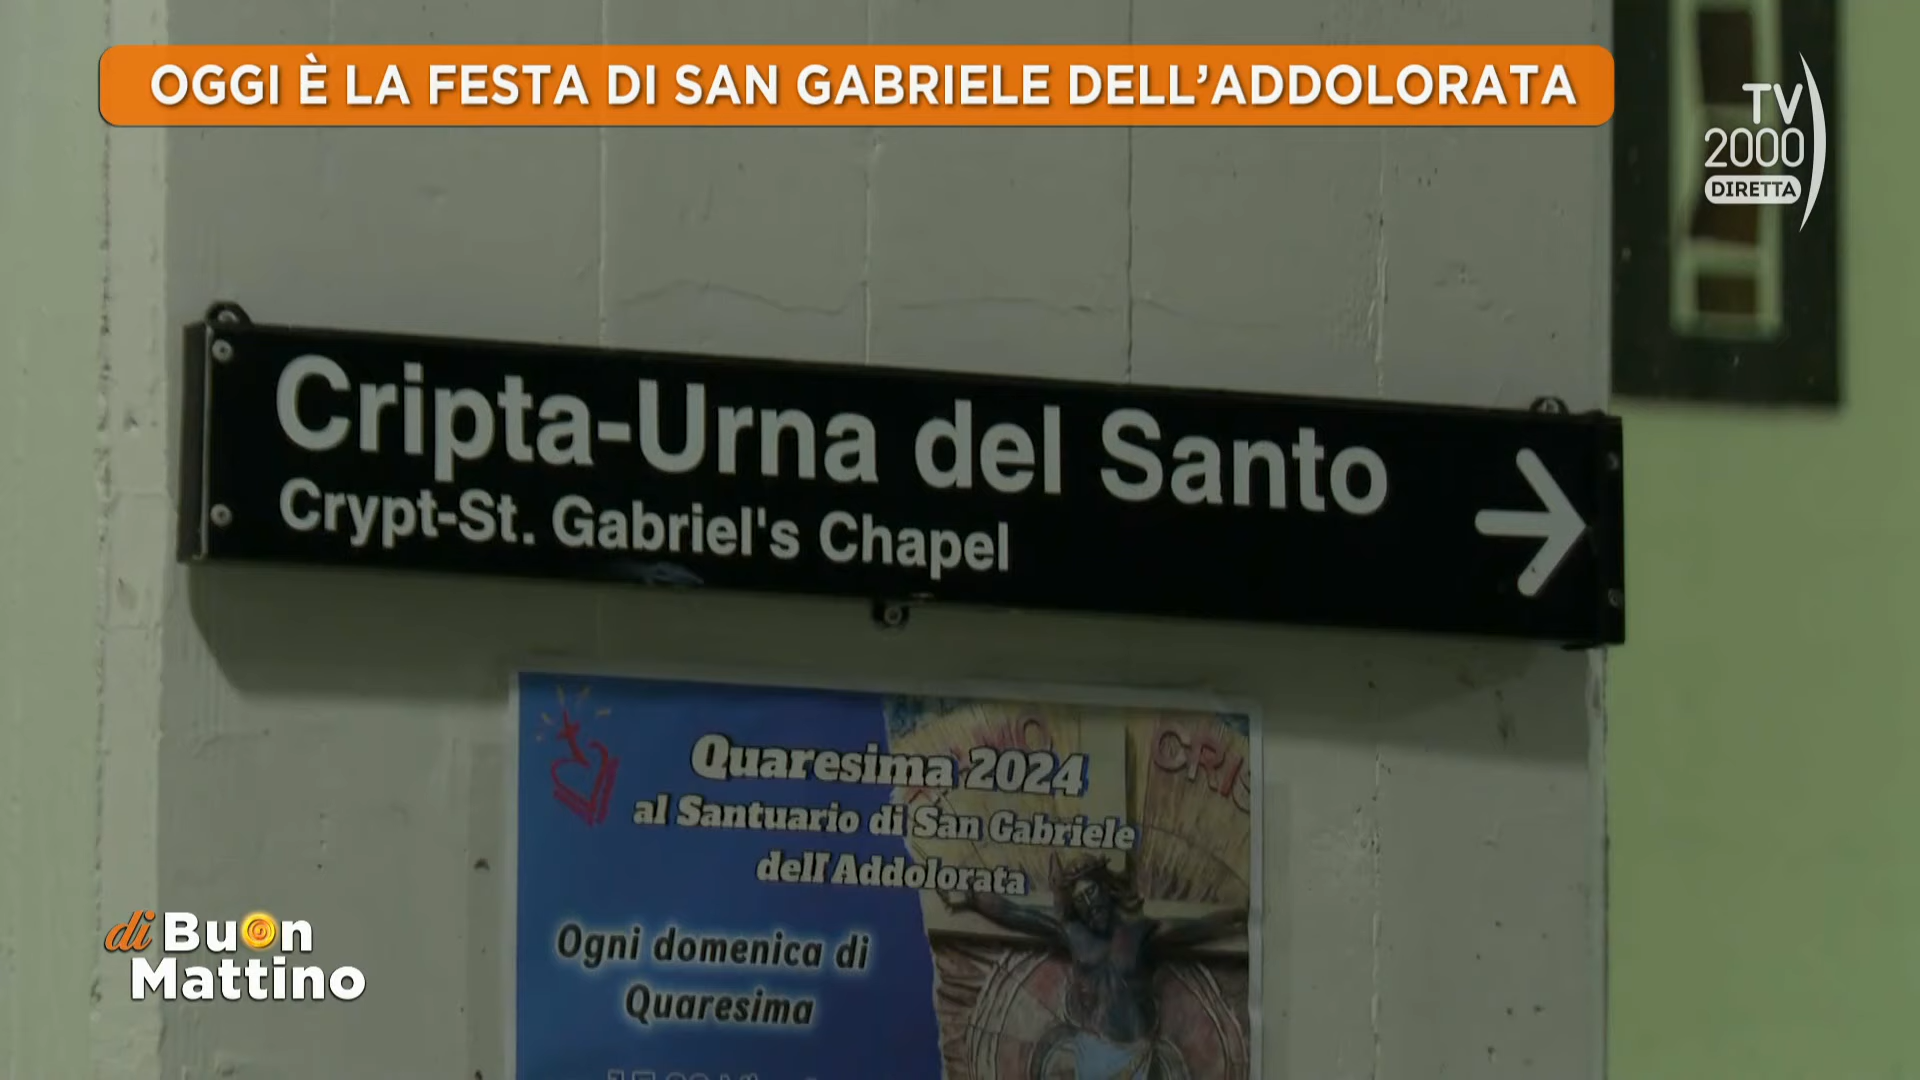 OGGI È LA FESTA DI SAN GABRIELE DELL'ADDOLORATA
TV
2000
DIRETTA
Cripta-Urna del Santo
Crypt-St. Gabriel's Chapel
CRIS
Quaresima 2024
al Santuario di San Gabriele
dell'Addolorata
Ogni domenica di
Quaresima
di Buon
Mattino